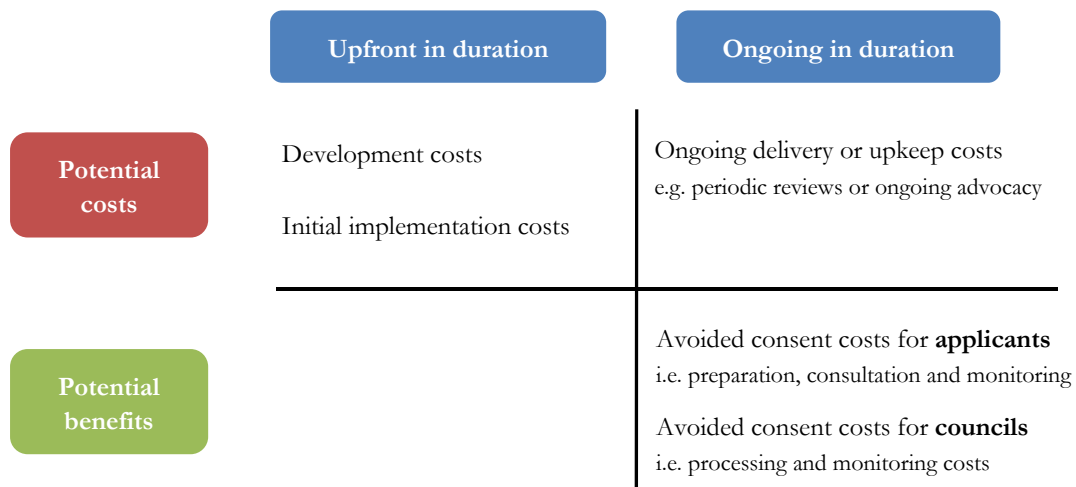 Upfront in duration
Ongoing in duration
Potential
costs
Development costs
Initial implementation costs
Ongoing delivery or upkeep costs
e.g. periodic reviews or ongoing advocacy
Potential
benefits
Avoided consent costs for applicants
i.e. preparation, consultation and monitoring
Avoided consent costs for councils
i.e. processing and monitoring costs